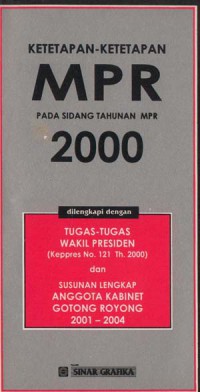 KETETAPAN-KETETAPAN
MPR
PADA SIDANG TAHUNAN MPR
2000
dilengkapi dengan
TUGAS-TUGAS
WAKIL PRESIDEN
(Keppres No. 121 Th. 2000)
dan
SUSUNAN LENGKAP
ANGGOTA KABINET
GOTONG ROYONG
2001 – 2004
SINAR GRAFIKA